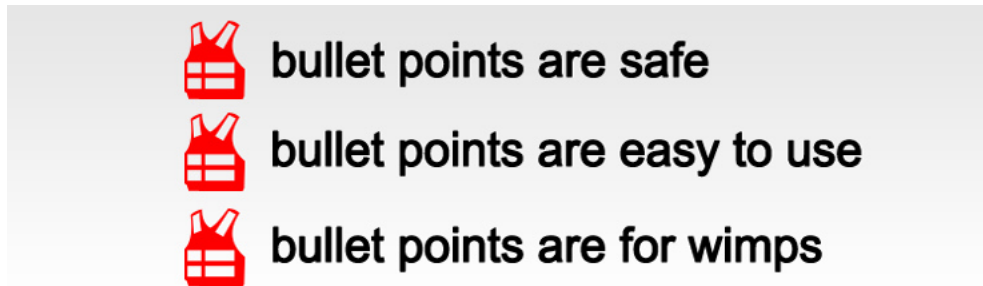 bullet points are safe
bullet points are easy to use
bullet points are for wimps